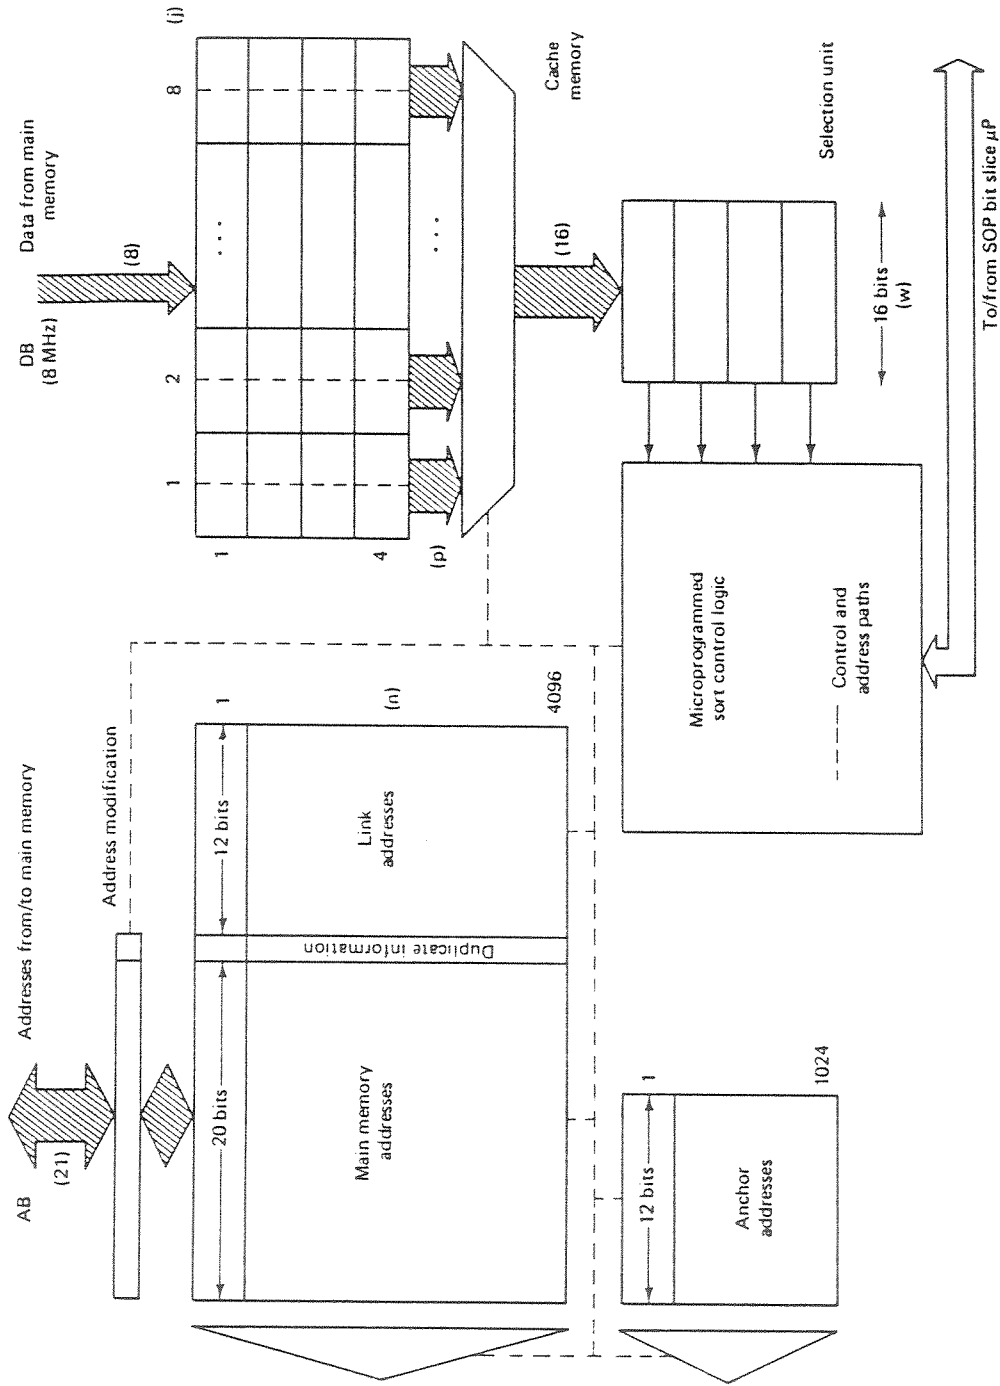 AB
Addresses from/to main memory
(21)
Address modification
DB
(8 MHz)
Data from main
memory
(8)
1
2
8
(j)
20 bits
12 bits
1
Main memory
addresses
Duplicate information
Link
addresses
(n)
4096
1
4
(p)
. . .
. . .
Cache
memory
(16)
12 bits
1
Anchor
addresses
1024
Microprogrammed
sort control logic
Control and
address paths
16 bits
(w)
Selection unit
To/from SOP bit slice μP